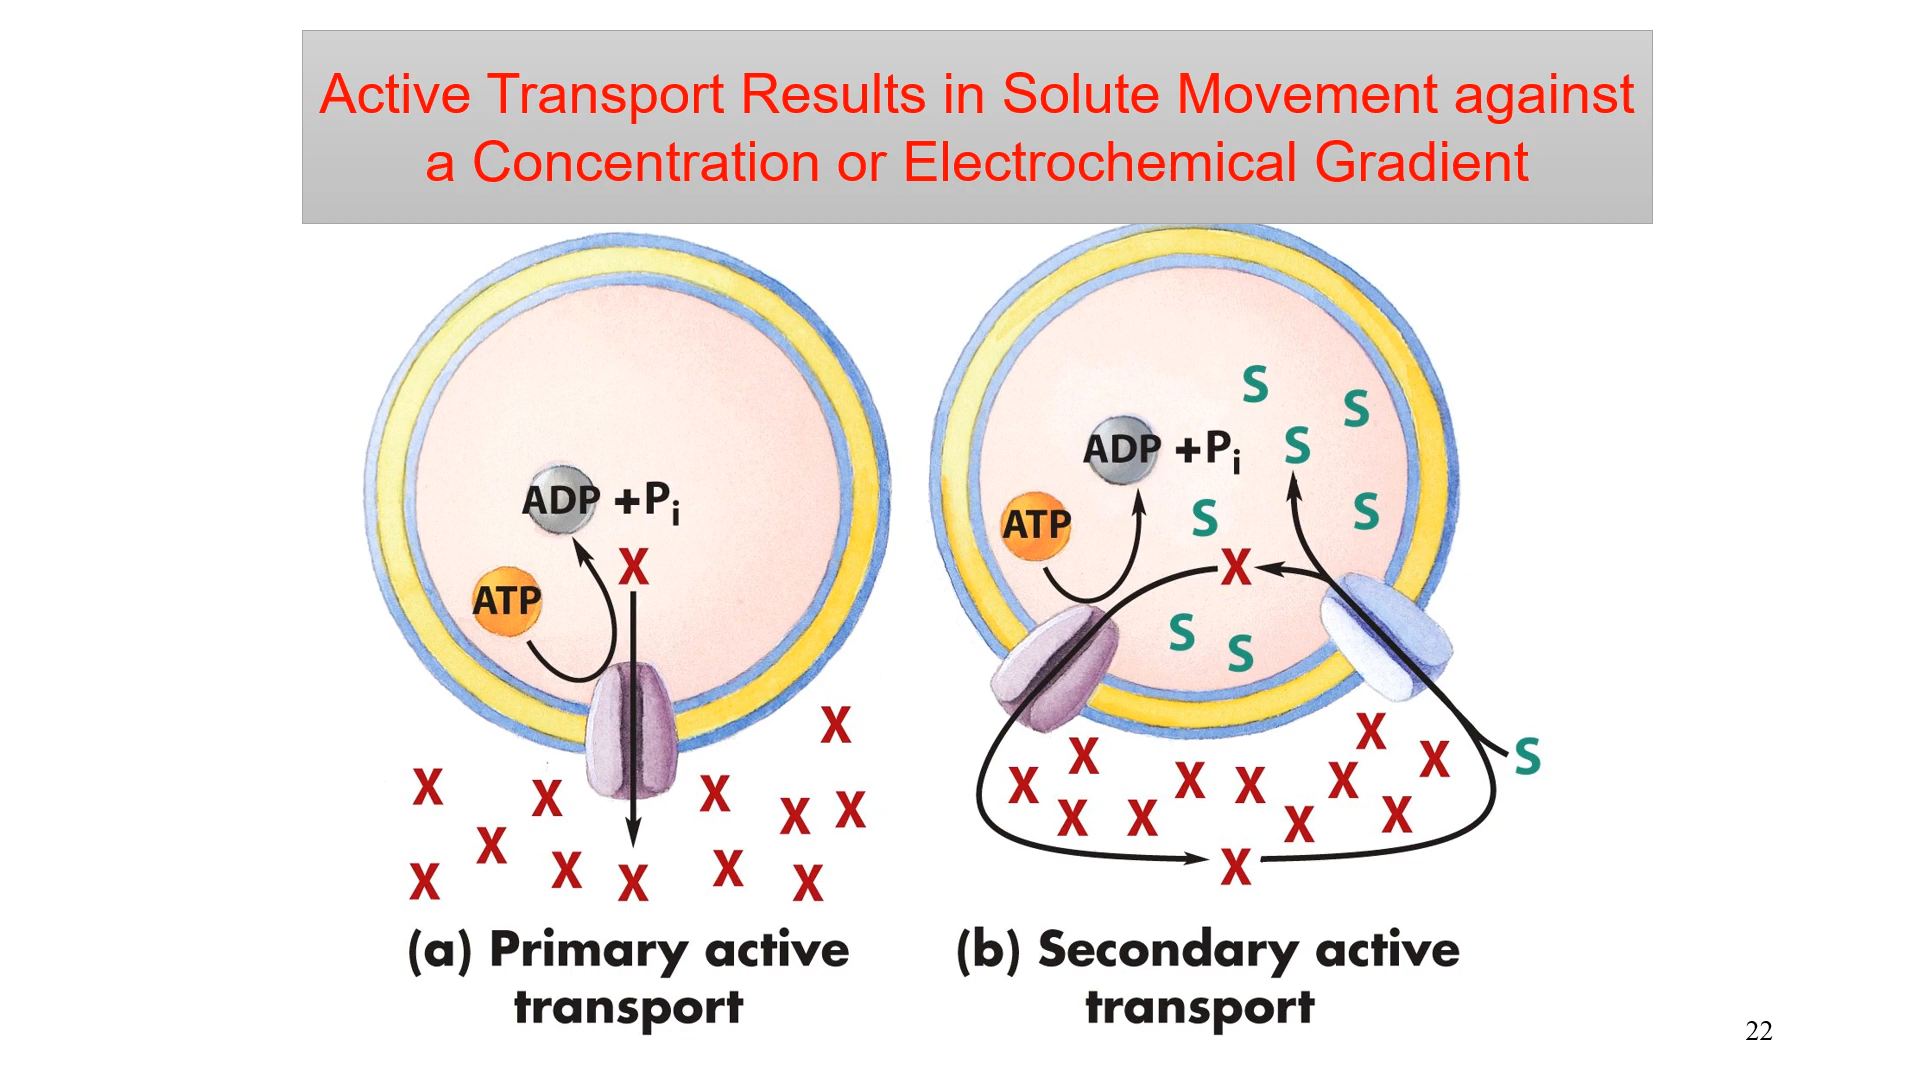 Active Transport Results in Solute Movement against
a Concentration or Electrochemical Gradient
ADP +Pi
X
ATP
X
X
X
X
X
X
X
X
X
X
X
X
X
(a) Primary active
transport
S
S
S
ADP +Pi
S
S
ATP
X
S
S
X
X
X
S
X
X
X
X
X
X
X
X
X
(b) Secondary active
transport
22